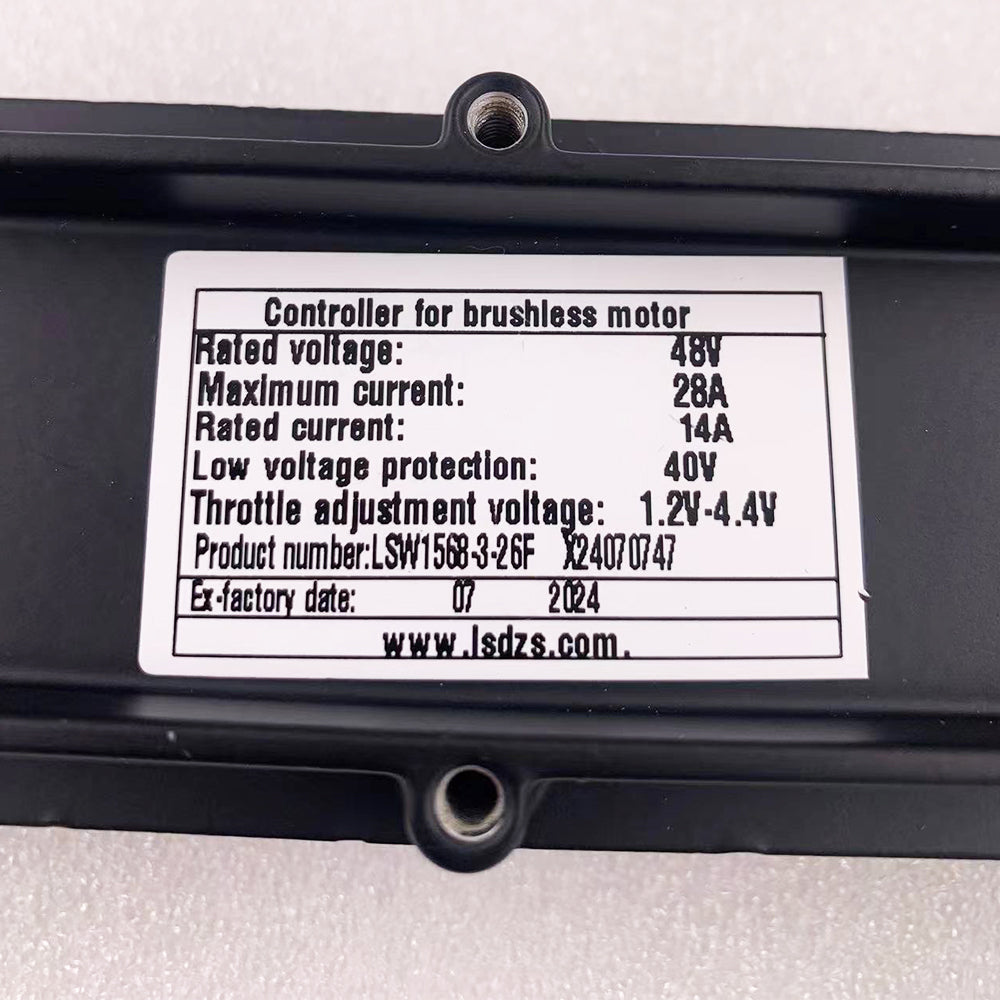 Controller for brushless motor
Rated voltage: 48V
Maximum current: 28A
Rated current: 14A
Low voltage protection: 40V
Throttle adjustment voltage: 1.2V-4.4V
Product number:LSW1568-3-26F X24070747
Ex-factory date: 07 2024
www.lsdzs.com.